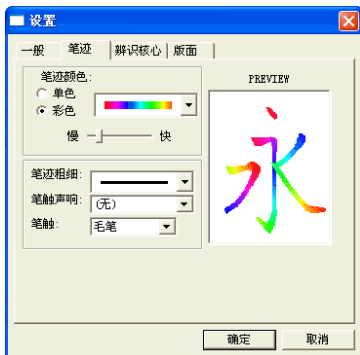 设置
一般 笔迹 辨识核心 版面
笔迹颜色:
单色
彩色
慢 快
笔迹粗细:
笔触声响: (无)
笔触: 毛笔
PREVIEW
永
确定 取消